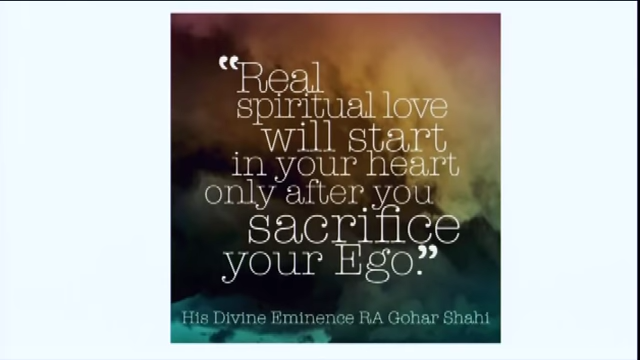 “Real
spiritual love
will start
in your heart
only after you
sacrifice
your Ego.”
His Divine Eminence RA Gohar Shahi